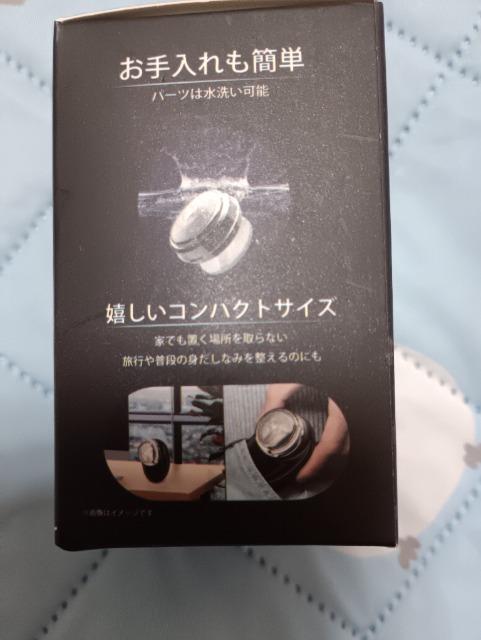 お手入れも簡単
パーツは水洗い可能
嬉しいコンパクトサイズ
家でも置く場所を取らない
旅行や普段の身だしなみを整えるのにも
※画像はイメージです